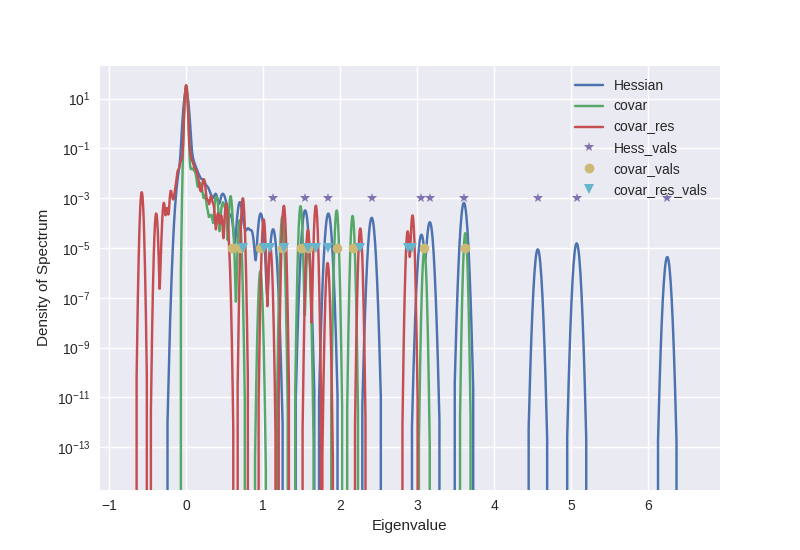 Hessian
covar
covar_res
Hess_vals
covar_vals
covar_res_vals
10^1
10^−1
10^−3
10^−5
10^−7
10^−9
10^−11
10^−13
Density of Spectrum
−1 0 1 2 3 4 5 6
Eigenvalue